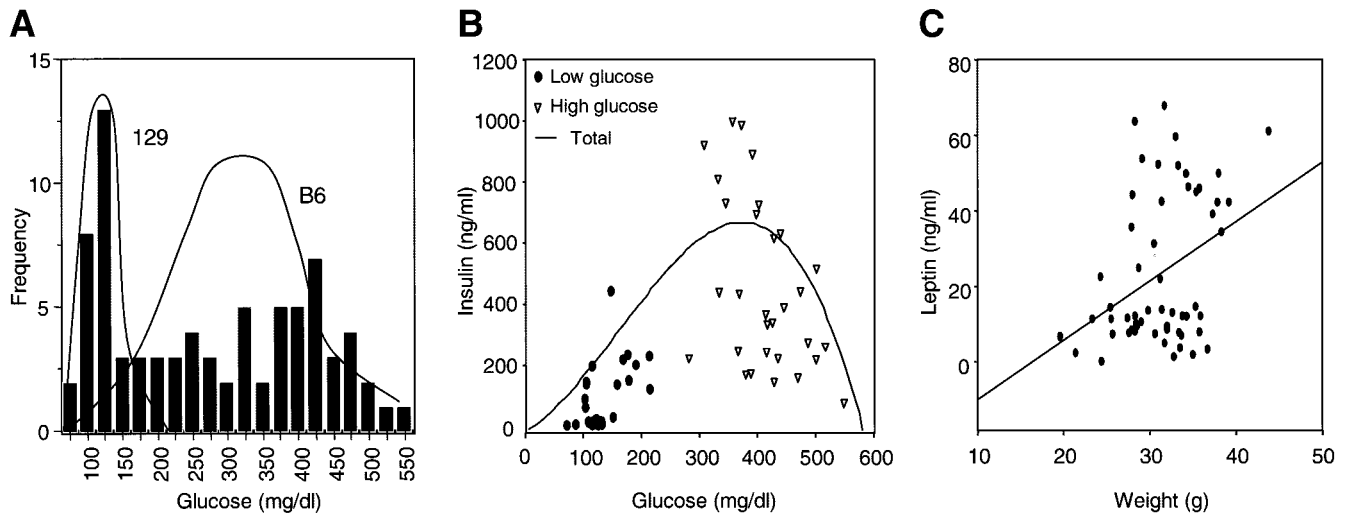 A
15
10
5
0
Frequency
129
B6
100 150 200 250 300 350 400 450 500 550
Glucose (mg/dl)
B
1200
1000
800
600
400
200
0
Insulin (ng/ml)
Low glucose
High glucose
Total
0 100 200 300 400 500 600
Glucose (mg/dl)
C
80
60
40
20
0
Leptin (ng/ml)
10 20 30 40 50
Weight (g)